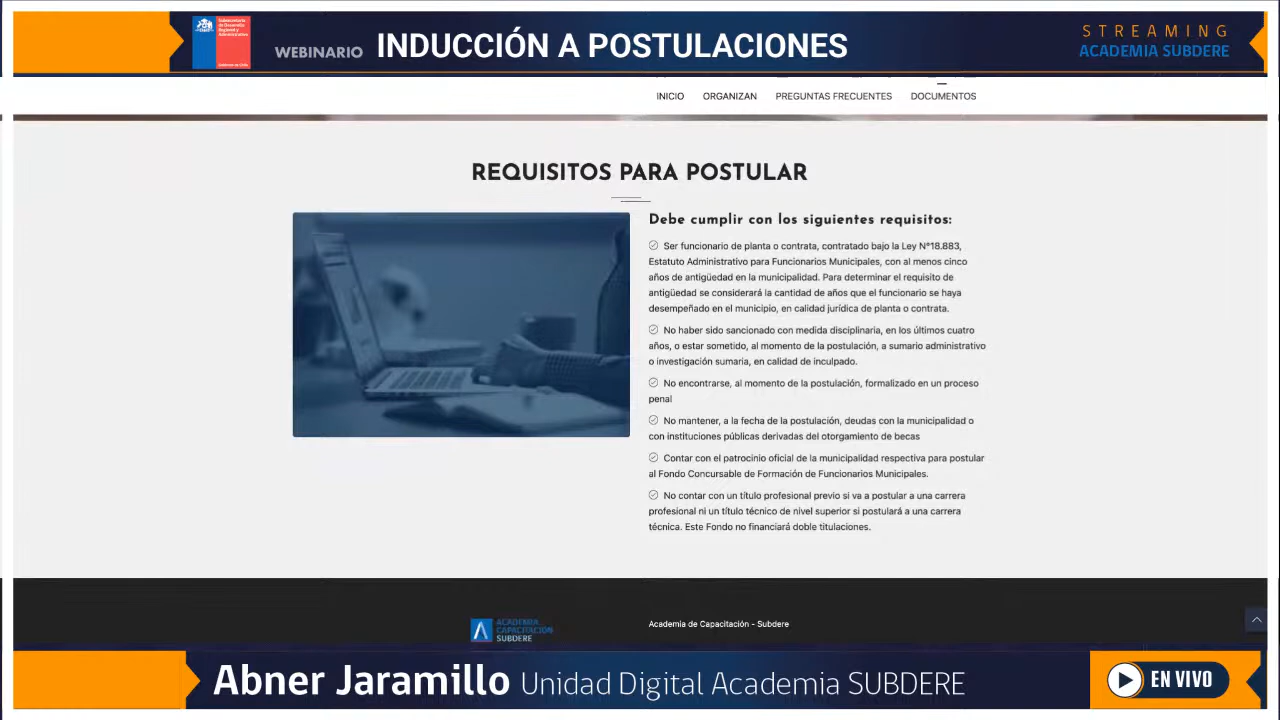 WEBINARIO INDUCCIÓN A POSTULACIONES
STREAMING
ACADEMIA SUBDERE
INICIO ORGANIZAN PREGUNTAS FRECUENTES DOCUMENTOS
REQUISITOS PARA POSTULAR
Debe cumplir con los siguientes requisitos:
Ser funcionario de planta o contrata, contratado bajo la Ley N°18.883,
Estatuto Administrativo para Funcionarios Municipales, con al menos cinco
años de antigüedad en la municipalidad. Para determinar el requisito de
antigüedad se considerará la cantidad de años que el funcionario se haya
desempeñado en el municipio, en calidad jurídica de planta o contrata.
No haber sido sancionado con medida disciplinaria, en los últimos cuatro
años, o estar sometido, al momento de la postulación, a sumario administrativo
o investigación sumaria, en calidad de inculpado.
No encontrarse, al momento de la postulación, formalizado en un proceso
penal
No mantener, a la fecha de la postulación, deudas con la municipalidad o
con instituciones públicas derivadas del otorgamiento de becas
Contar con el patrocinio oficial de la municipalidad respectiva para postular
al Fondo Concursable de Formación de Funcionarios Municipales.
No contar con un título profesional previo si va a postular a una carrera
profesional ni un título técnico de nivel superior si postulará a una carrera
técnica. Este Fondo no financiará doble titulaciones.
ACADEMIA
CAPACITACIÓN
SUBDERE
Academia de Capacitación - Subdere
Abner Jaramillo Unidad Digital Academia SUBDERE
EN VIVO